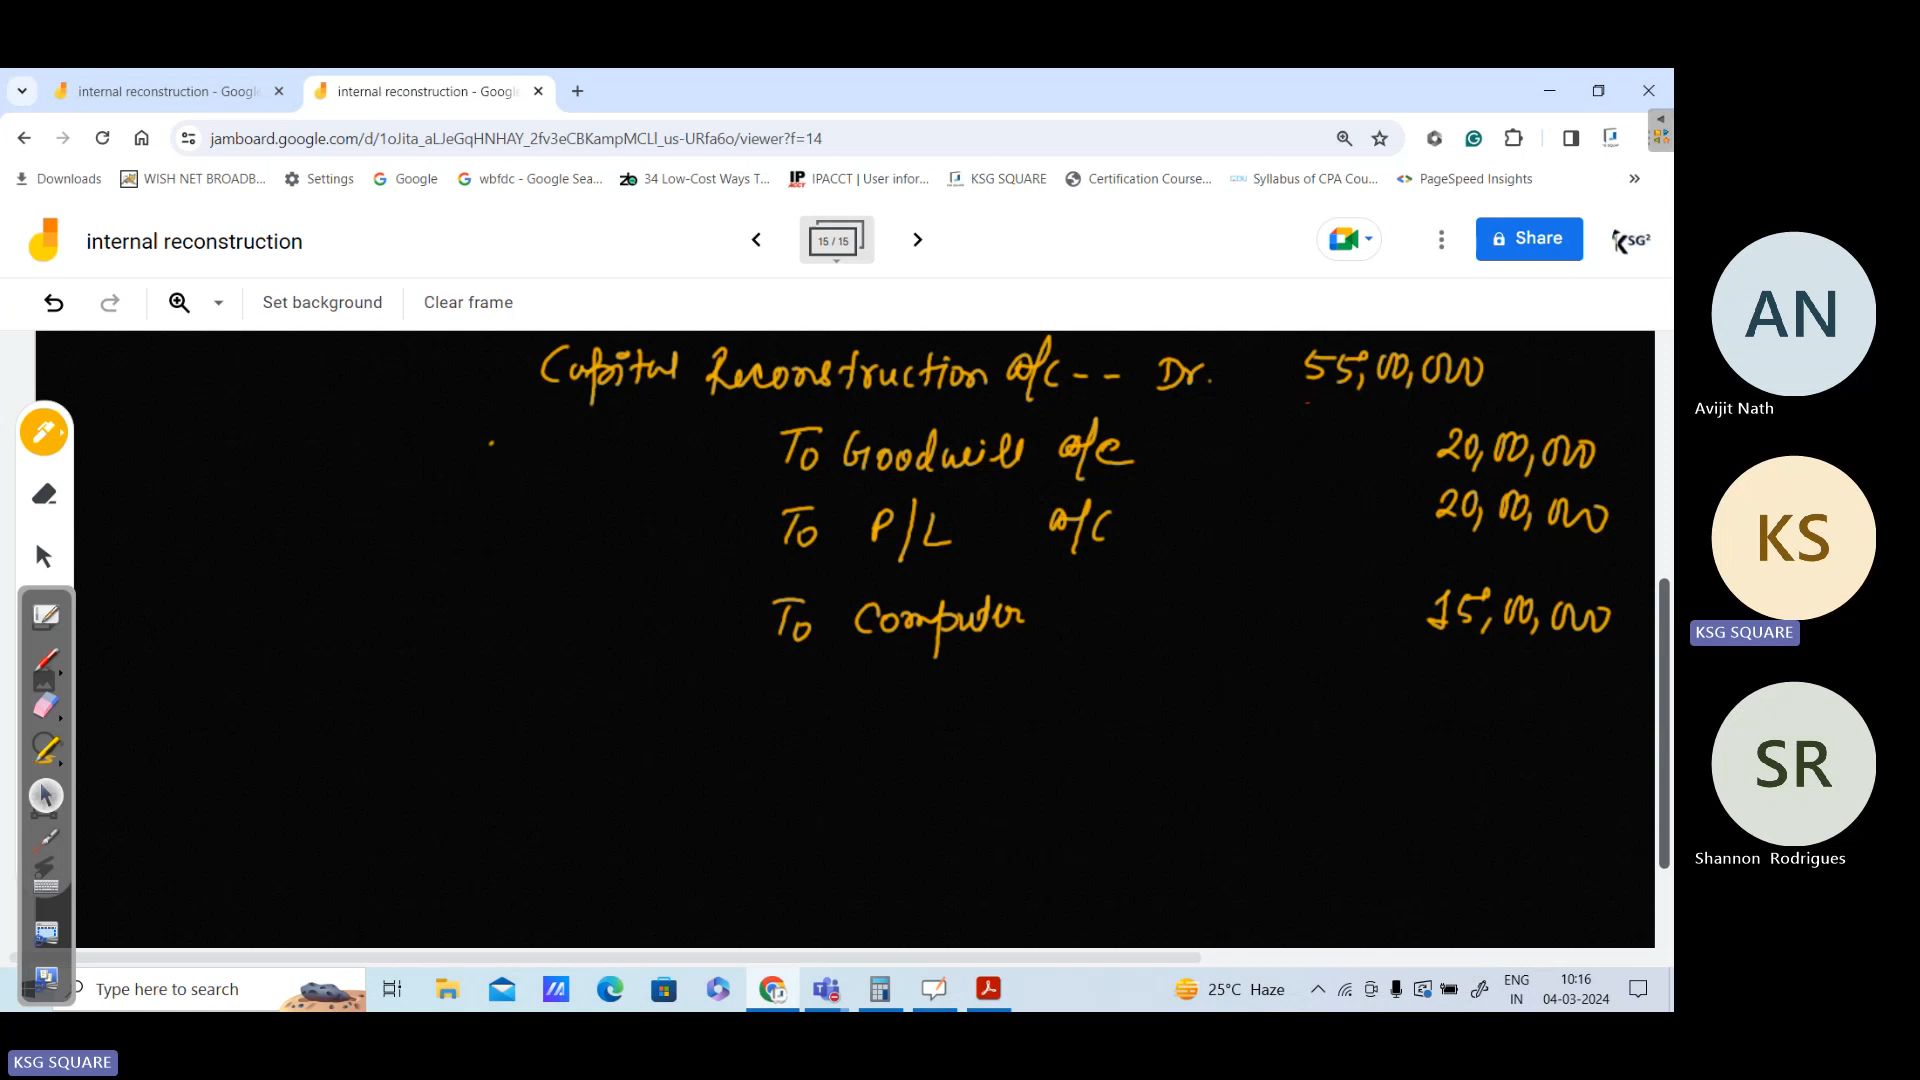 internal reconstruction - Google
internal reconstruction - Google
jamboard.google.com/d/1oJita_aLJeGqHNHAY_2fv3eCBKampMCLl_us-URfa6o/viewer?f=14
Downloads
WISH NET BROADB...
Settings
Google
wbfdc - Google Sea...
34 Low-Cost Ways T...
IPACCT | User infor...
KSG SQUARE
Certification Course...
Syllabus of CPA Cou...
PageSpeed Insights
internal reconstruction
15 / 15
Share
KSG²
Set background
Clear frame
Capital Reconstruction a/c -- Dr. 55,00,000
To Goodwill a/c 20,00,000
To P/L a/c 20,00,000
To Computer 15,00,000
AN
Avijit Nath
KS
KSG SQUARE
SR
Shannon Rodrigues
Type here to search
25°C Haze
ENG
IN
10:16
04-03-2024
KSG SQUARE